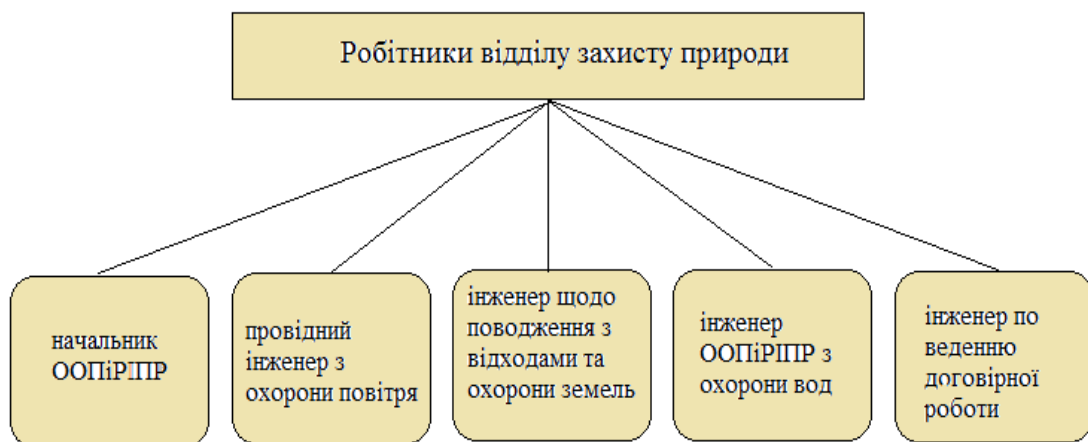 Робітники відділу захисту природи
начальник
ООПіРІПР
провідний
інженер з
охорони повітря
інженер щодо
поводження з
відходами та
охорони земель
інженер
ООПіРІПР з
охорони вод
інженер по
веденню
договірної
роботи